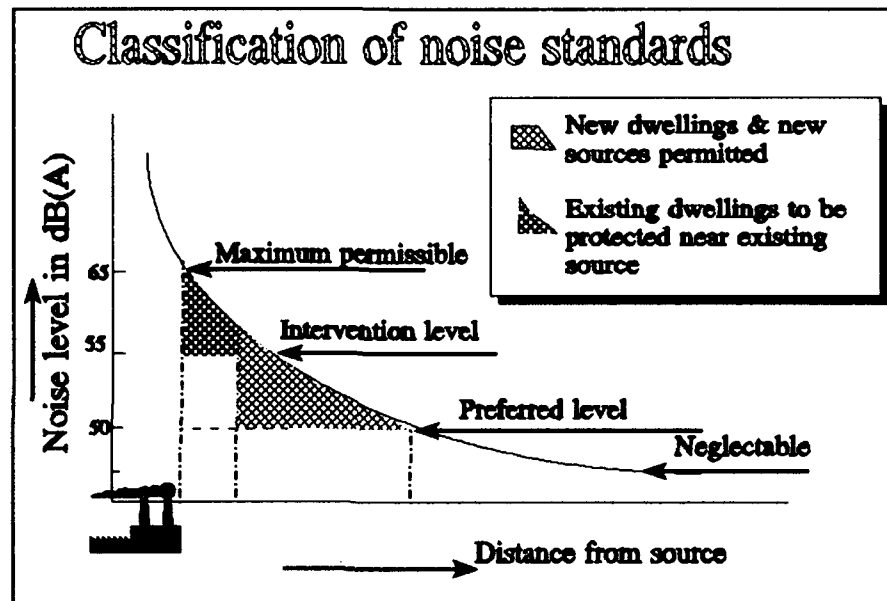 Classification of noise standards
New dwellings & new
sources permitted
Existing dwellings to be
protected near existing
source
Noise level in dB(A)
65
55
50
Maximum permissible
Intervention level
Preferred level
Neglectable
Distance from source